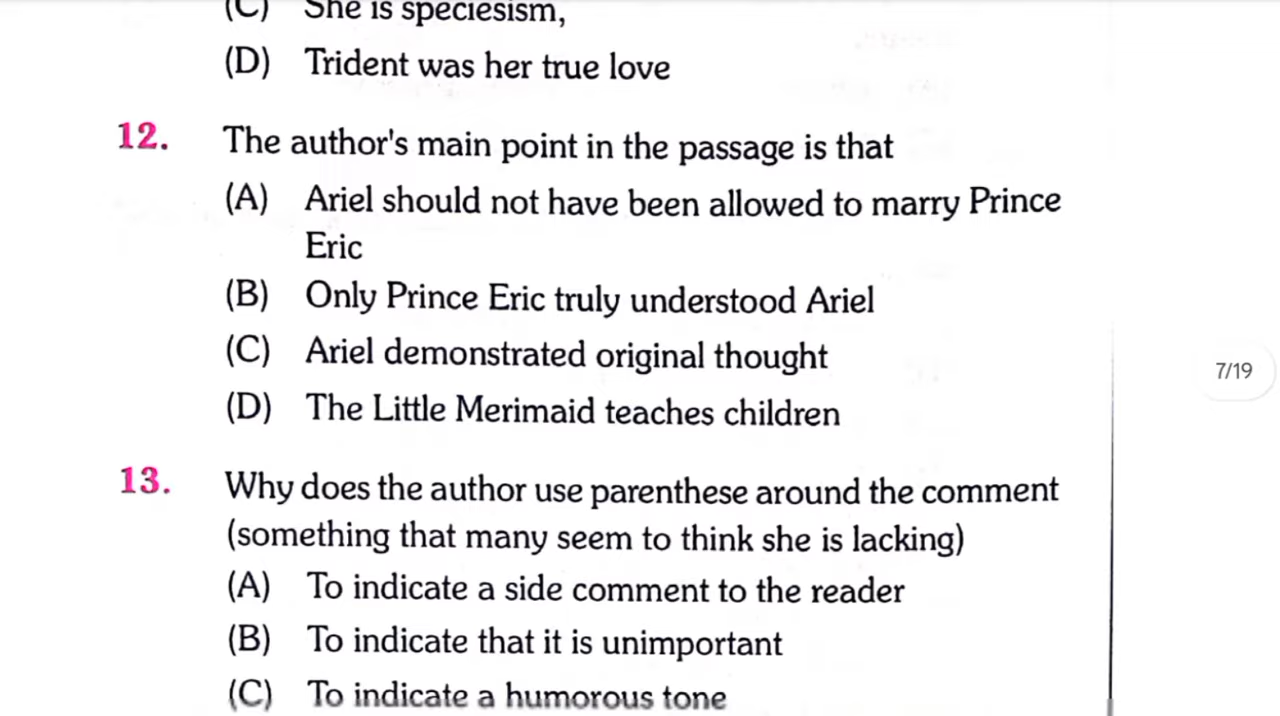 (C) She is speciesism,
(D) Trident was her true love
12. The author's main point in the passage is that
(A) Ariel should not have been allowed to marry Prince
Eric
(B) Only Prince Eric truly understood Ariel
(C) Ariel demonstrated original thought
(D) The Little Merimaid teaches children
7/19
13. Why does the author use parenthese around the comment
(something that many seem to think she is lacking)
(A) To indicate a side comment to the reader
(B) To indicate that it is unimportant
(C) To indicate a humorous tone